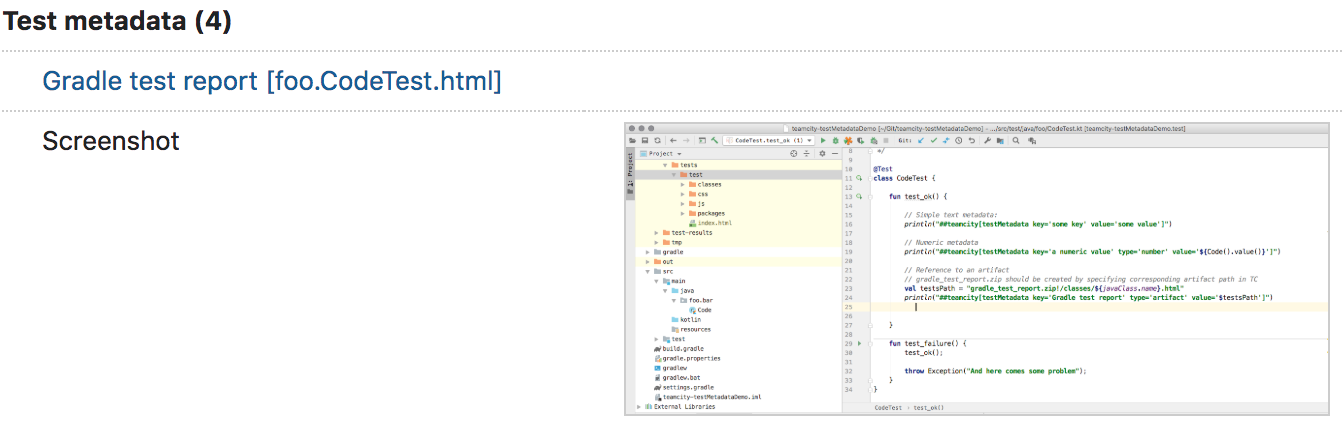 Test metadata (4)
Gradle test report [foo.CodeTest.html]
Screenshot
teamcity-testMetadataDemo [~/Git/teamcity-testMetadataDemo] - .../src/test/java/foo/CodeTest.kt [teamcity-testMetadataDemo.test]
CodeTest.test_ok (1)
Git:
1: Project
Project
tests
test
classes
css
js
packages
index.html
test-results
tmp
gradle
out
src
main
java
foo.bar
Code
kotlin
resources
test
build.gradle
gradle.properties
gradlew
gradlew.bat
settings.gradle
teamcity-testMetadataDemo.iml
External Libraries
8 */
9
10 @Test
11 class CodeTest {
12
13 fun test_ok() {
14
15 // Simple text metadata:
16 println("##teamcity[testMetadata key='some key' value='some value']")
17
18 // Numeric metadata
19 println("##teamcity[testMetadata key='a numeric value' type='number' value='${Code().value()}']")
20
21 // Reference to an artifact
22 // gradle_test_report.zip should be created by specifying corresponding artifact path in TC
23 val testsPath = "gradle_test_report.zip!/classes/${javaClass.name}.html"
24 println("##teamcity[testMetadata key='Gradle test report' type='artifact' value='$testsPath']")
25
26
27 }
28
29 fun test_failure() {
30 test_ok();
31
32 throw Exception("And here comes some problem");
33 }
34 }
CodeTest › test_ok()